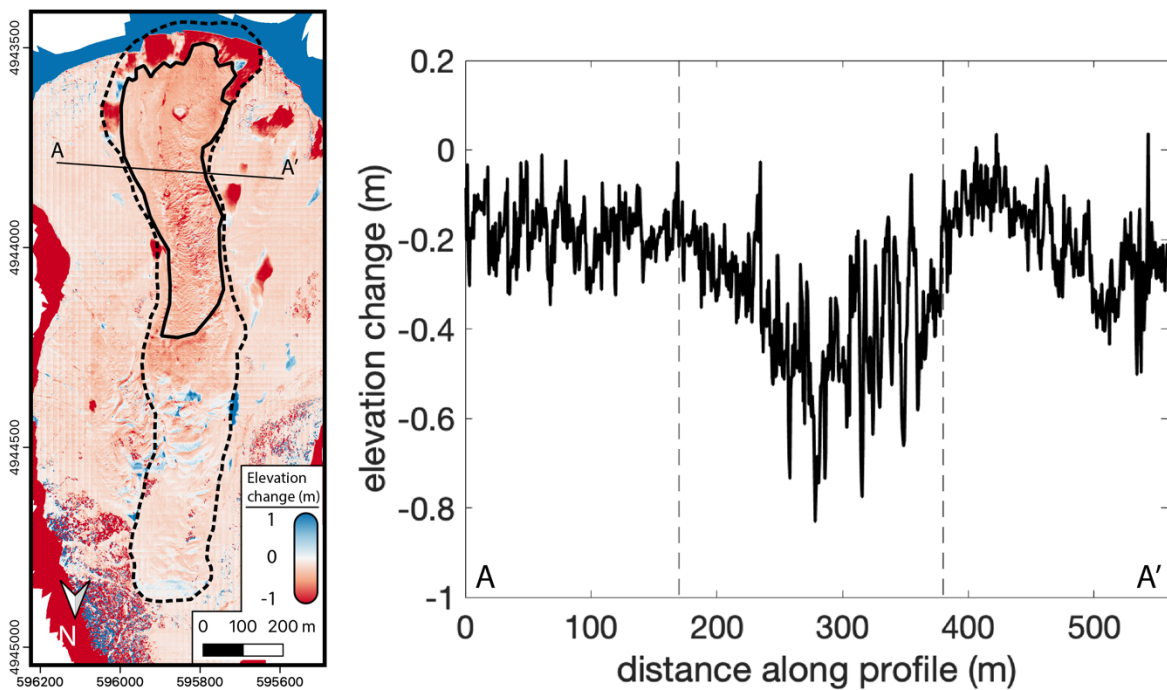 4943500
4944000
4944500
4945000
596200
596000
595800
595600
A
A'
Elevation
change (m)
1
0
-1
0
100
200 m
N
elevation change (m)
0.2
0
-0.2
-0.4
-0.6
-0.8
-1
A
A'
0
100
200
300
400
500
distance along profile (m)